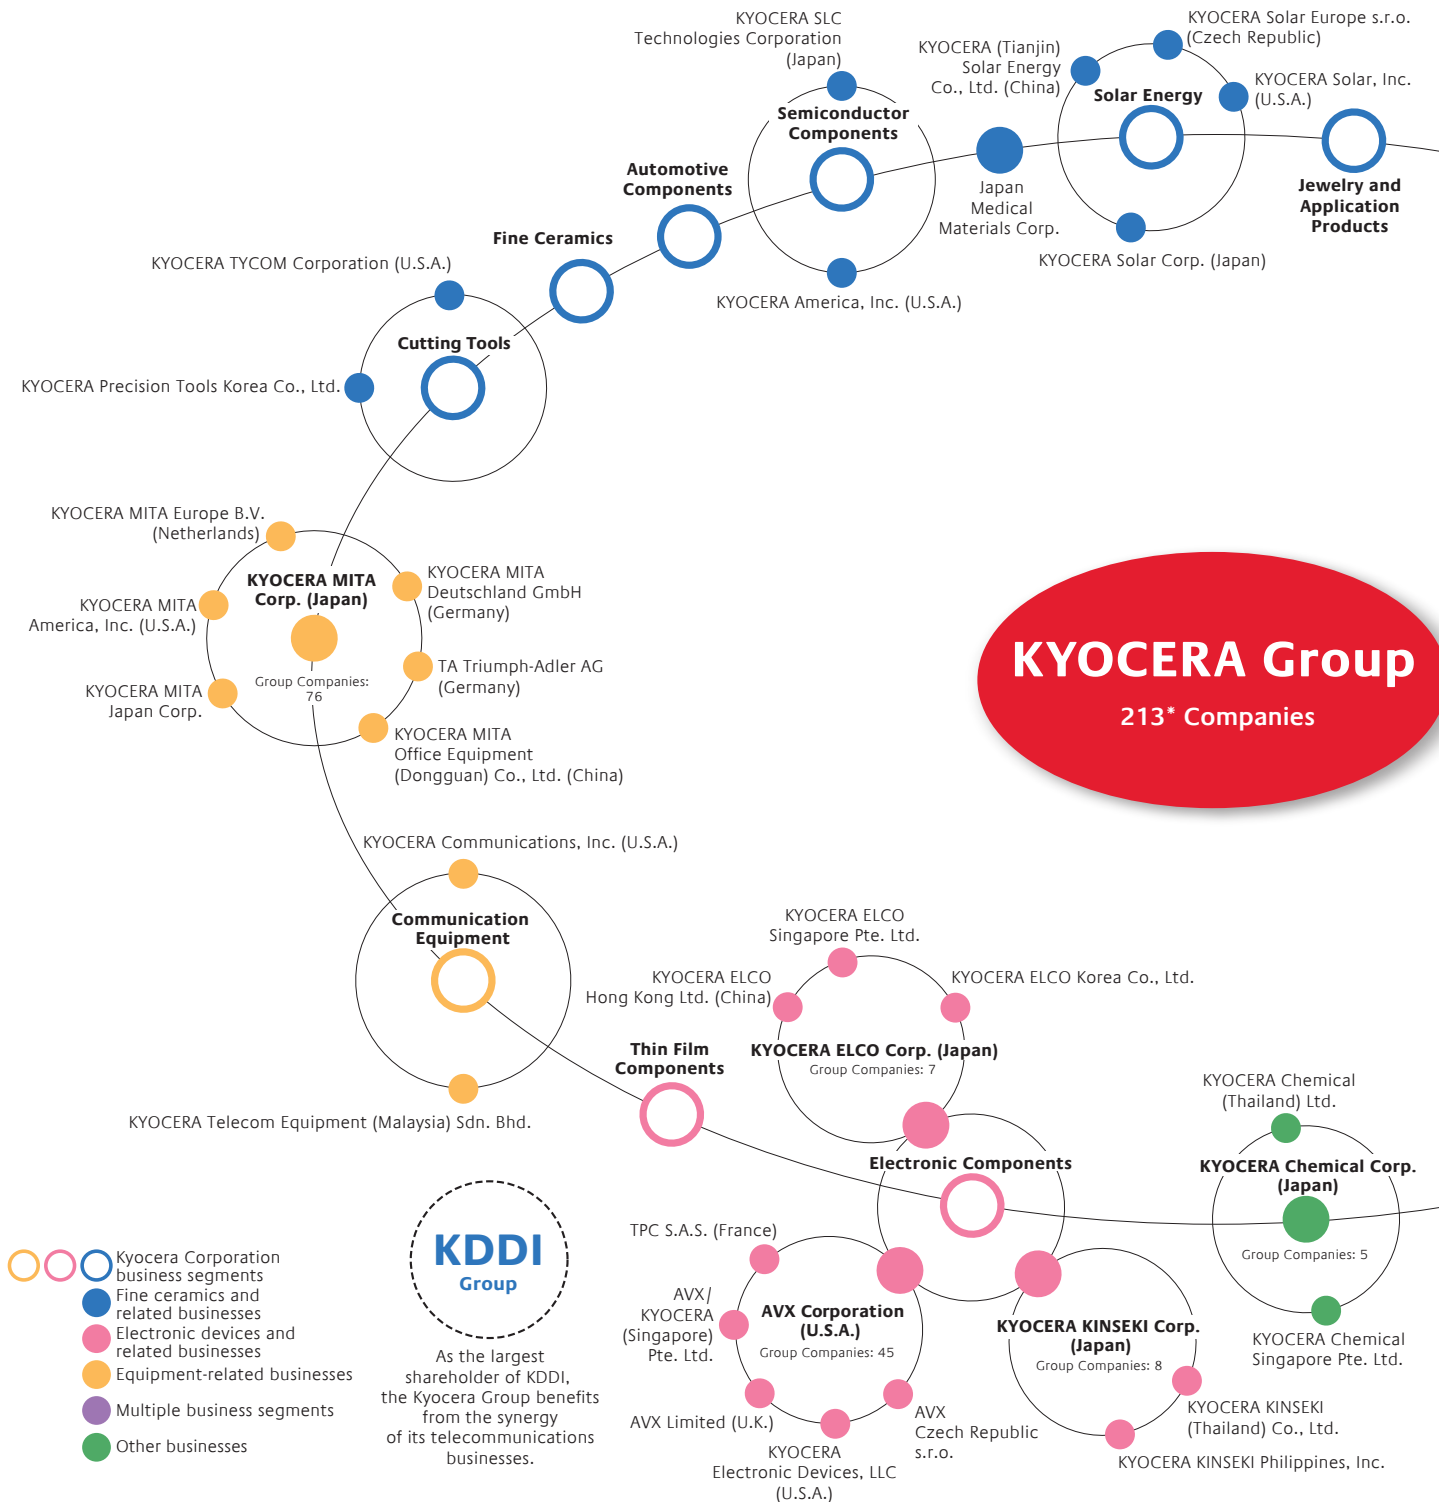 KYOCERA SLC
Technologies Corporation
(Japan)
KYOCERA (Tianjin)
Solar Energy
Co., Ltd. (China)
KYOCERA Solar Europe s.r.o.
(Czech Republic)
KYOCERA Solar, Inc.
(U.S.A.)
Solar Energy
Semiconductor
Components
Automotive
Components
Japan
Medical
Materials Corp.
Jewelry and
Application
Products
Fine Ceramics
KYOCERA Solar Corp. (Japan)
KYOCERA TYCOM Corporation (U.S.A.)
KYOCERA America, Inc. (U.S.A.)
Cutting Tools
KYOCERA Precision Tools Korea Co., Ltd.
KYOCERA MITA Europe B.V.
(Netherlands)
KYOCERA MITA
Corp. (Japan)
KYOCERA MITA
Deutschland GmbH
(Germany)
KYOCERA MITA
America, Inc. (U.S.A.)
Group Companies:
76
TA Triumph-Adler AG
(Germany)
KYOCERA MITA
Japan Corp.
KYOCERA MITA
Office Equipment
(Dongguan) Co., Ltd. (China)
KYOCERA Group
213* Companies
KYOCERA Communications, Inc. (U.S.A.)
Communication
Equipment
KYOCERA Telecom Equipment (Malaysia) Sdn. Bhd.
KYOCERA ELCO
Singapore Pte. Ltd.
KYOCERA ELCO
Hong Kong Ltd. (China)
KYOCERA ELCO Korea Co., Ltd.
KYOCERA ELCO Corp. (Japan)
Group Companies: 7
Thin Film
Components
Electronic Components
KYOCERA Chemical
(Thailand) Ltd.
KYOCERA Chemical Corp.
(Japan)
Group Companies: 5
KYOCERA Chemical
Singapore Pte. Ltd.
TPC S.A.S. (France)
AVX/
KYOCERA
(Singapore)
Pte. Ltd.
AVX Corporation
(U.S.A.)
Group Companies: 45
AVX Limited (U.K.)
KYOCERA
Electronic Devices, LLC
(U.S.A.)
AVX
Czech Republic
s.r.o.
KYOCERA KINSEKI Corp.
(Japan)
Group Companies: 8
KYOCERA KINSEKI
(Thailand) Co., Ltd.
KYOCERA KINSEKI Philippines, Inc.
KDDI
Group
As the largest
shareholder of KDDI,
the Kyocera Group benefits
from the synergy
of its telecommunications
businesses.
Kyocera Corporation
business segments
Fine ceramics and
related businesses
Electronic devices and
related businesses
Equipment-related businesses
Multiple business segments
Other businesses